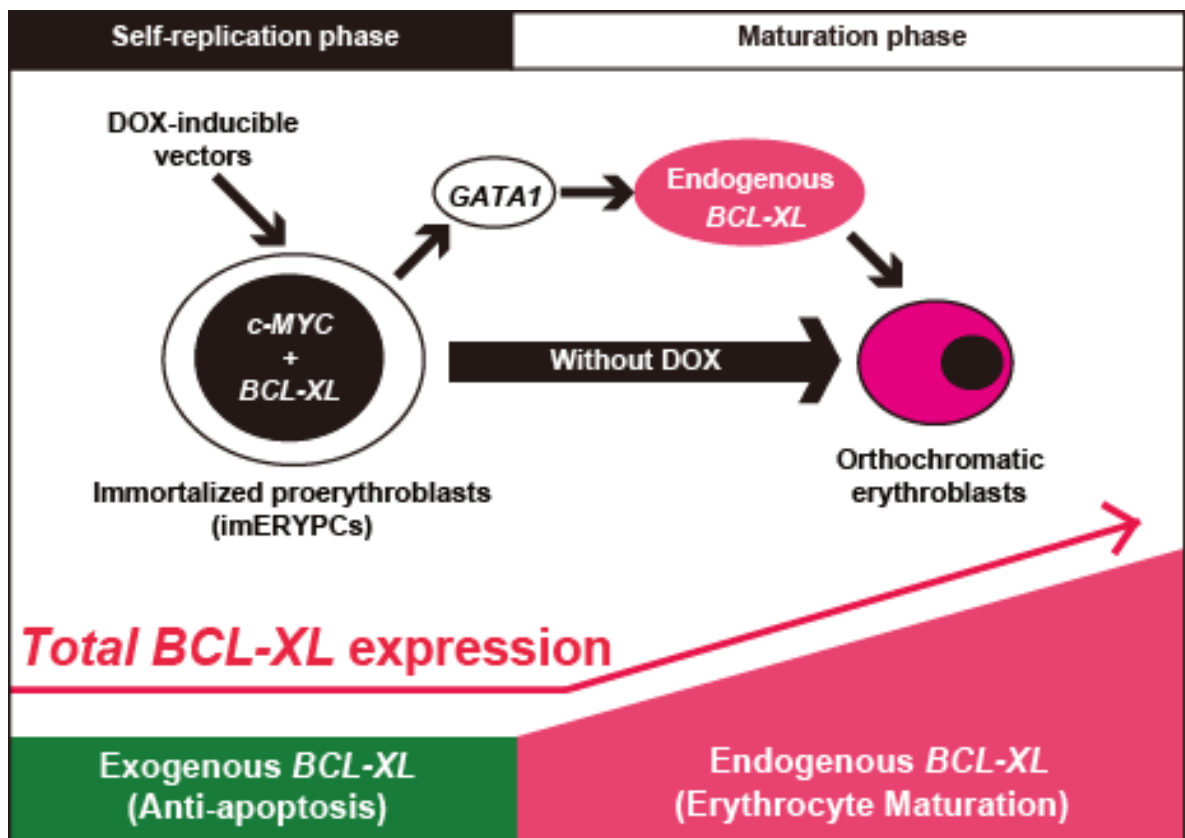 Self-replication phase
Maturation phase
DOX-inducible
vectors
GATA1
Endogenous
BCL-XL
c-MYC
+
BCL-XL
Without DOX
Immortalized proerythroblasts
(imERYPCs)
Orthochromatic
erythroblasts
Total BCL-XL expression
Exogenous BCL-XL
(Anti-apoptosis)
Endogenous BCL-XL
(Erythrocyte Maturation)